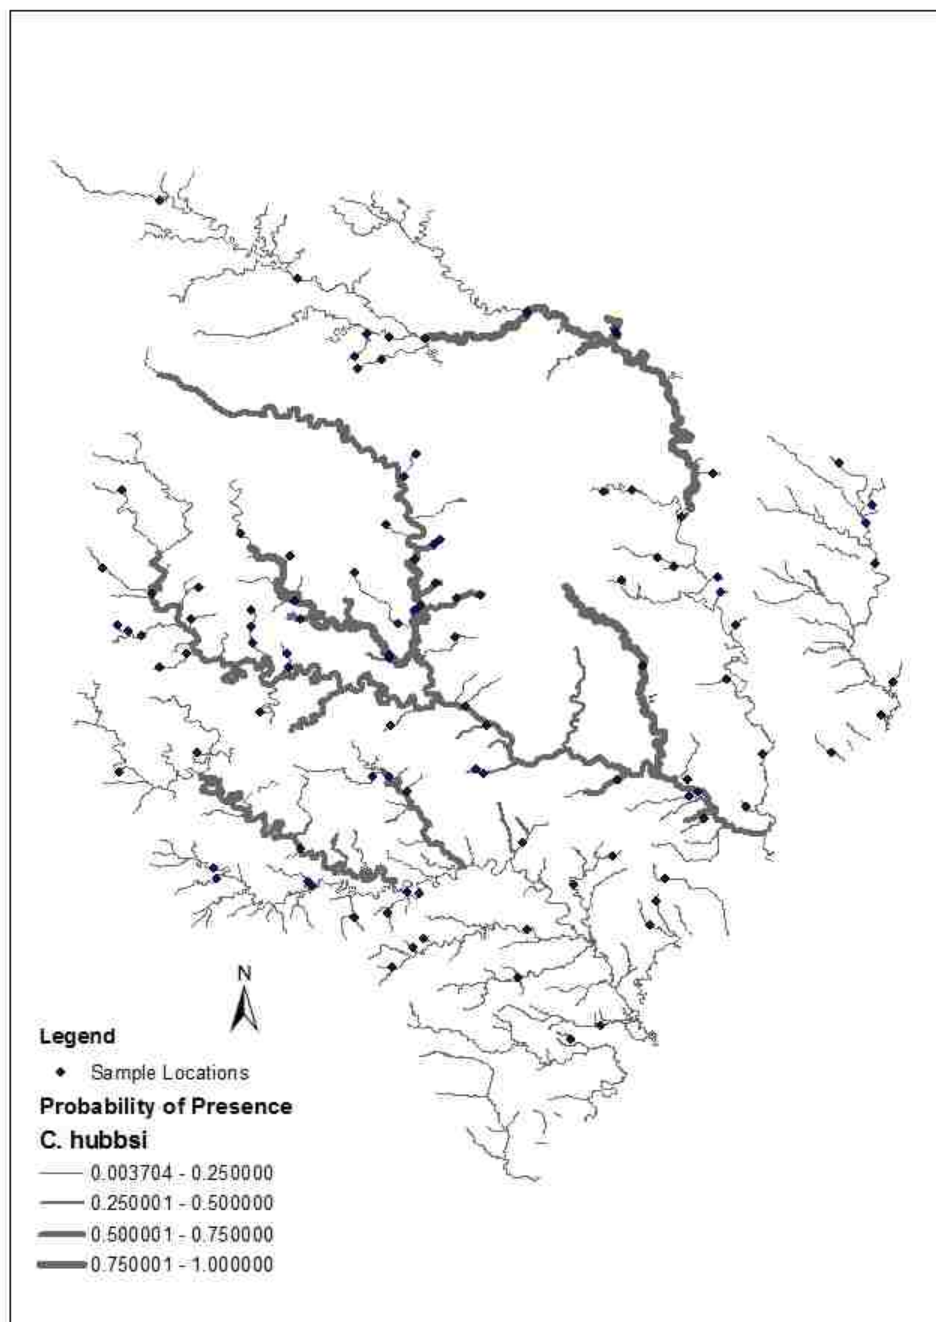 N
Legend
Sample Locations
Probability of Presence
C. hubbsi
0.003704 - 0.250000
0.250001 - 0.500000
0.500001 - 0.750000
0.750001 - 1.000000